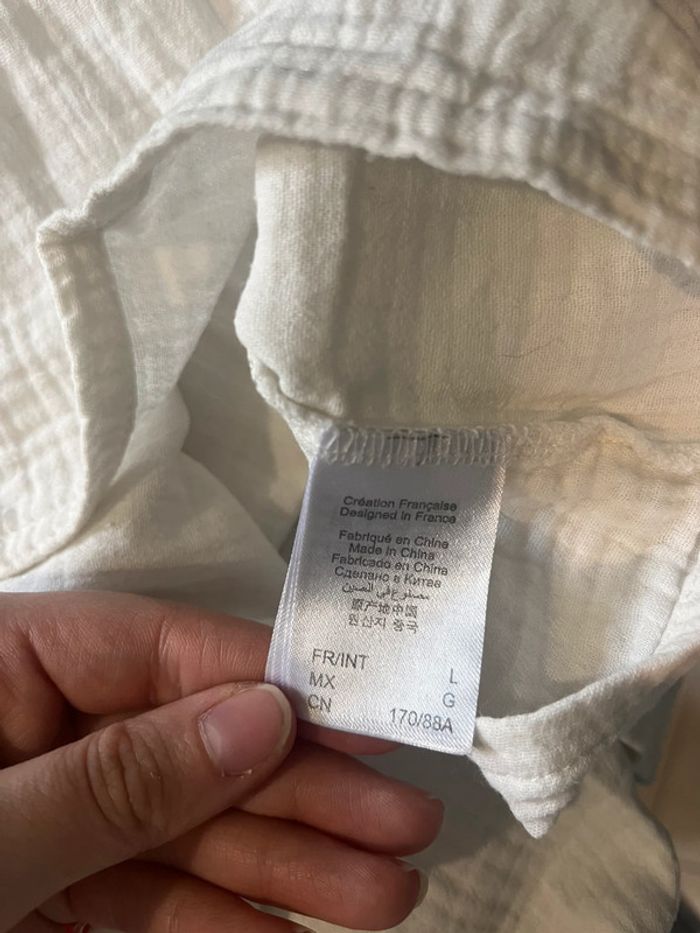 Création Française
Designed in France
Fabriqué en Chine
Made in China
Fabricado en China
Сделано в Китае
مصنوع في الصين
原产地中国
원산지 중국
FR/INT L
MX G
CN 170/88A